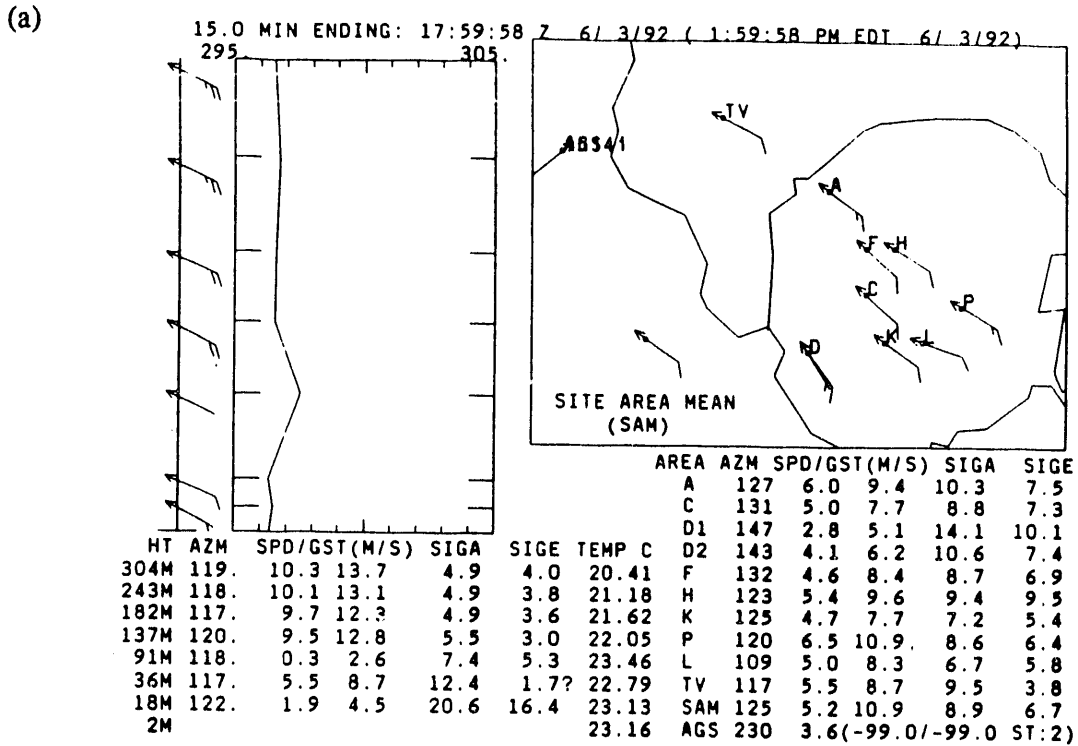 (a)
15.0 MIN ENDING: 17:59:58 Z 6/ 3/92 ( 1:59:58 PM EDT 6/ 3/92)
295. 305.
TV
A
F H
C
P
D K L
SITE AREA MEAN
(SAM)
AREA AZM SPD/GST(M/S) SIGA SIGE
A 127 6.0 9.4 10.3 7.5
C 131 5.0 7.7 8.8 7.3
D1 147 2.8 5.1 14.1 10.1
HT AZM SPD/GST(M/S) SIGA SIGE TEMP C D2 143 4.1 6.2 10.6 7.4
304M 119. 10.3 13.7 4.9 4.0 20.41 F 132 4.6 8.4 8.7 6.9
243M 118. 10.1 13.1 4.9 3.8 21.18 H 123 5.4 9.6 9.4 9.5
182M 117. 9.7 12.3 4.9 3.6 21.62 K 125 4.7 7.7 7.2 5.4
137M 120. 9.5 12.8 5.5 3.0 22.05 P 120 6.5 10.9. 8.6 6.4
91M 118. 0.3 2.6 7.4 5.3 23.46 L 109 5.0 8.3 6.7 5.8
36M 117. 5.5 8.7 12.4 1.7? 22.79 TV 117 5.5 8.7 9.5 3.8
18M 122. 1.9 4.5 20.6 16.4 23.13 SAM 125 5.2 10.9 8.9 6.7
2M 23.16 AGS 230 3.6(-99.0/-99.0 ST:2)